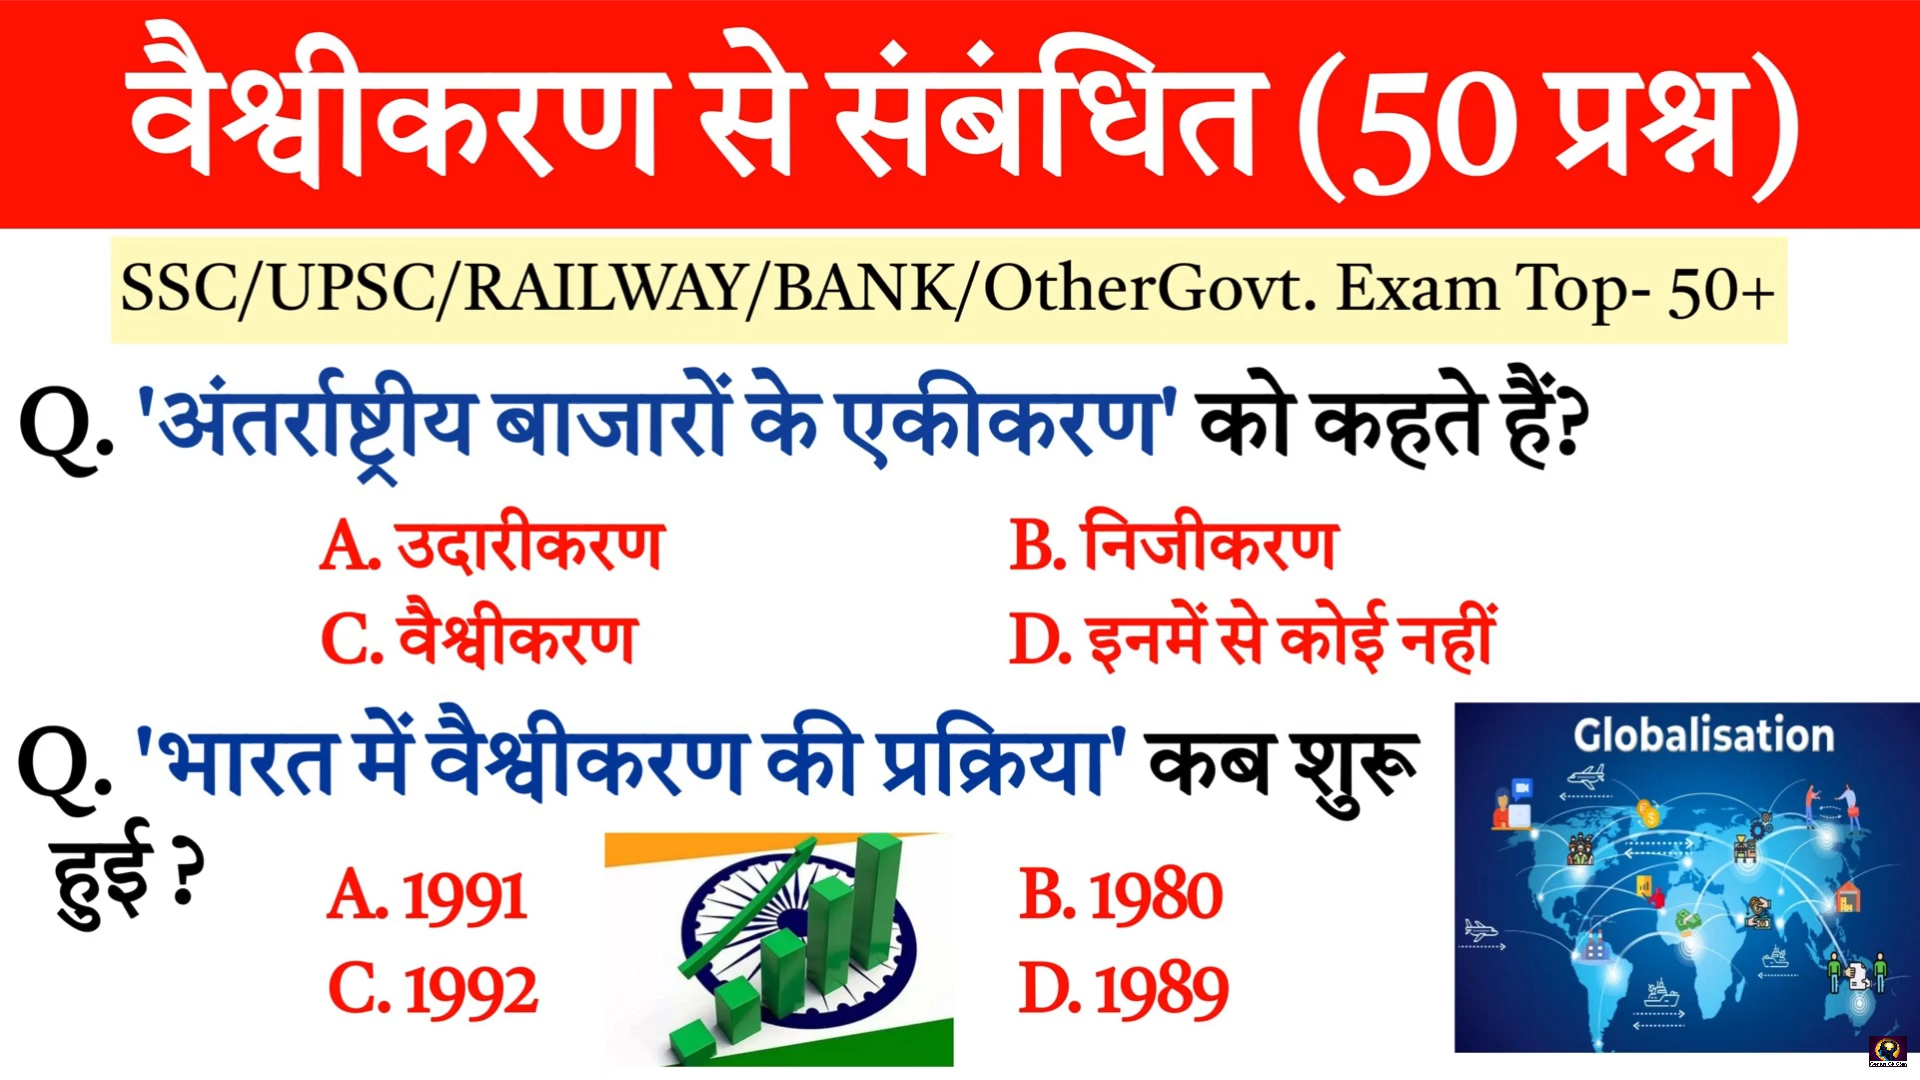 वैश्वीकरण से संबंधित (50 प्रश्न)
SSC/UPSC/RAILWAY/BANK/OtherGovt. Exam Top- 50+
Q. 'अंतर्राष्ट्रीय बाजारों के एकीकरण' को कहते हैं?
A. उदारीकरण B. निजीकरण
C. वैश्वीकरण D. इनमें से कोई नहीं
Q. 'भारत में वैश्वीकरण की प्रक्रिया' कब शुरू
हुई ?
A. 1991 B. 1980
C. 1992 D. 1989
Globalisation